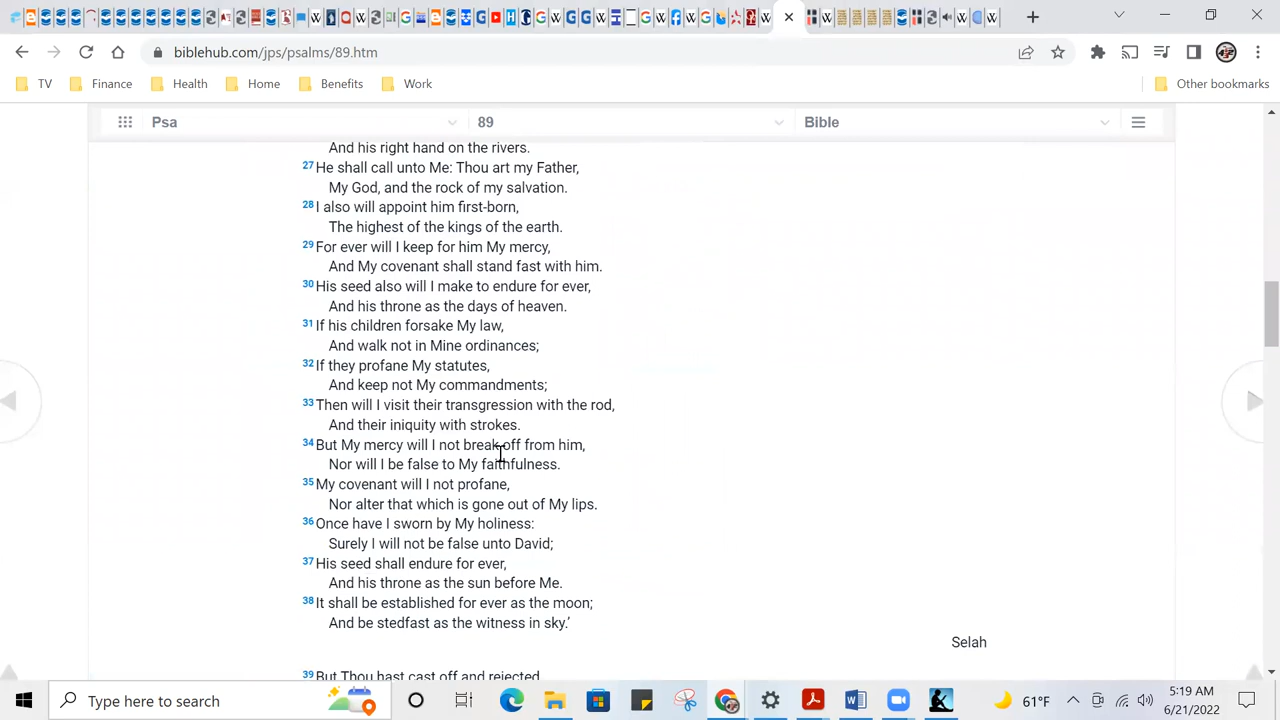 biblehub.com/jps/psalms/89.htm
TV Finance Health Home Benefits Work Other bookmarks
Psa 89 Bible
And his right hand on the rivers.
27 He shall call unto Me: Thou art my Father,
My God, and the rock of my salvation.
28 I also will appoint him first-born,
The highest of the kings of the earth.
29 For ever will I keep for him My mercy,
And My covenant shall stand fast with him.
30 His seed also will I make to endure for ever,
And his throne as the days of heaven.
31 If his children forsake My law,
And walk not in Mine ordinances;
32 If they profane My statutes,
And keep not My commandments;
33 Then will I visit their transgression with the rod,
And their iniquity with strokes.
34 But My mercy will I not break off from him,
Nor will I be false to My faithfulness.
35 My covenant will I not profane,
Nor alter that which is gone out of My lips.
36 Once have I sworn by My holiness:
Surely I will not be false unto David;
37 His seed shall endure for ever,
And his throne as the sun before Me.
38 It shall be established for ever as the moon;
And be stedfast as the witness in sky.’
Selah
39 But Thou hast cast off and rejected
Type here to search
61°F
5:19 AM
6/21/2022